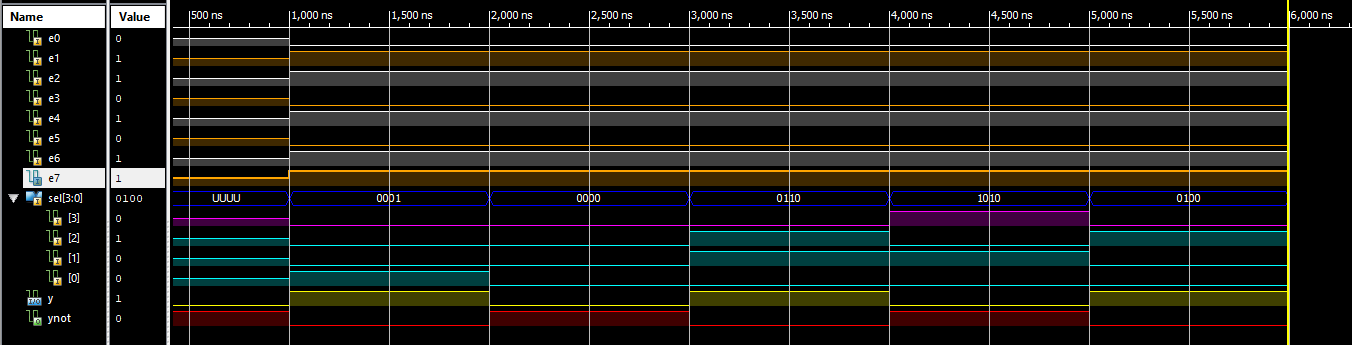 Name Value 500 ns 1,000 ns 1,500 ns 2,000 ns 2,500 ns 3,000 ns 3,500 ns 4,000 ns 4,500 ns 5,000 ns 5,500 ns 6,000 ns
e0 0
e1 1
e2 1
e3 0
e4 1
e5 0
e6 1
e7 1
sel[3:0] 0100 UUUU 0001 0000 0110 1010 0100
[3] 0
[2] 1
[1] 0
[0] 0
y 1
ynot 0